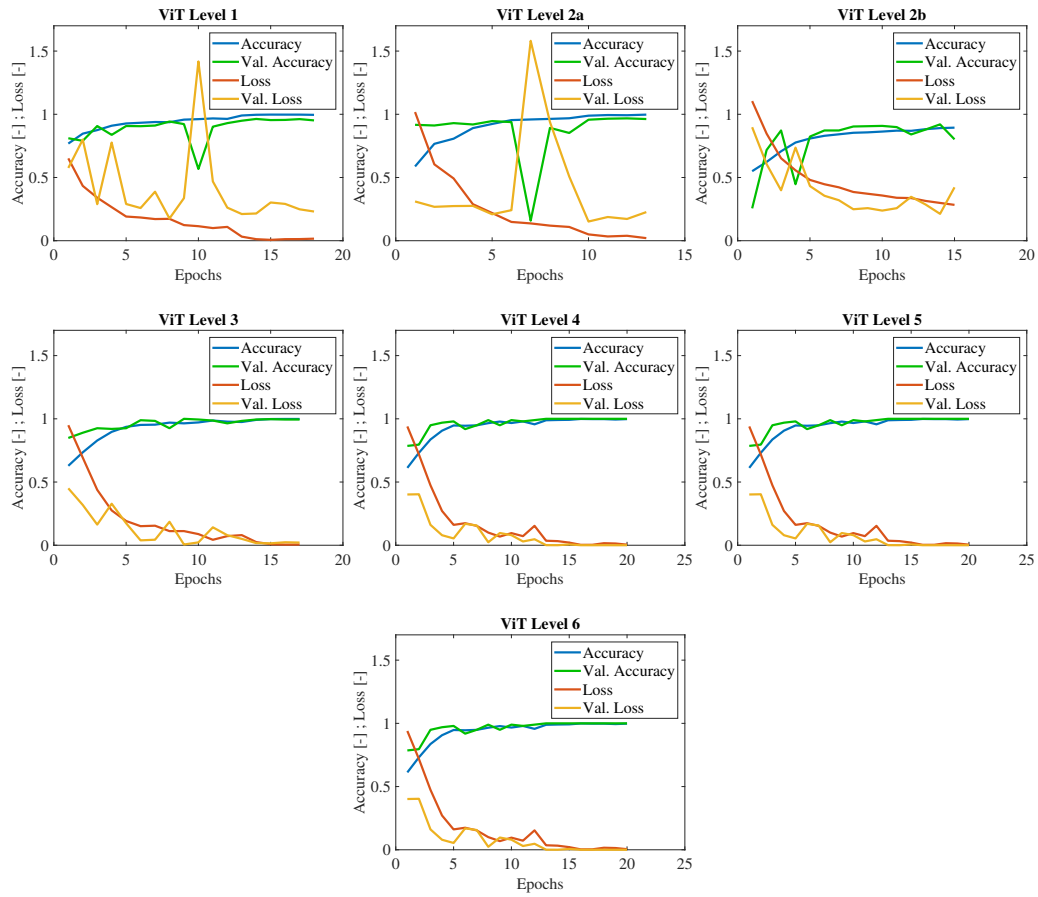 ViT Level 1
Accuracy [-] ; Loss [-]
1.5
1
0.5
0
Accuracy
Val. Accuracy
Loss
Val. Loss
0 5 10 15 20
Epochs
ViT Level 2a
Accuracy [-] ; Loss [-]
1.5
1
0.5
0
Accuracy
Val. Accuracy
Loss
Val. Loss
0 5 10 15
Epochs
ViT Level 2b
Accuracy [-] ; Loss [-]
1.5
1
0.5
0
Accuracy
Val. Accuracy
Loss
Val. Loss
0 5 10 15 20
Epochs
ViT Level 3
Accuracy [-] ; Loss [-]
1.5
1
0.5
0
Accuracy
Val. Accuracy
Loss
Val. Loss
0 5 10 15 20
Epochs
ViT Level 4
Accuracy [-] ; Loss [-]
1.5
1
0.5
0
Accuracy
Val. Accuracy
Loss
Val. Loss
0 5 10 15 20 25
Epochs
ViT Level 5
Accuracy [-] ; Loss [-]
1.5
1
0.5
0
Accuracy
Val. Accuracy
Loss
Val. Loss
0 5 10 15 20 25
Epochs
ViT Level 6
Accuracy [-] ; Loss [-]
1.5
1
0.5
0
Accuracy
Val. Accuracy
Loss
Val. Loss
0 5 10 15 20 25
Epochs